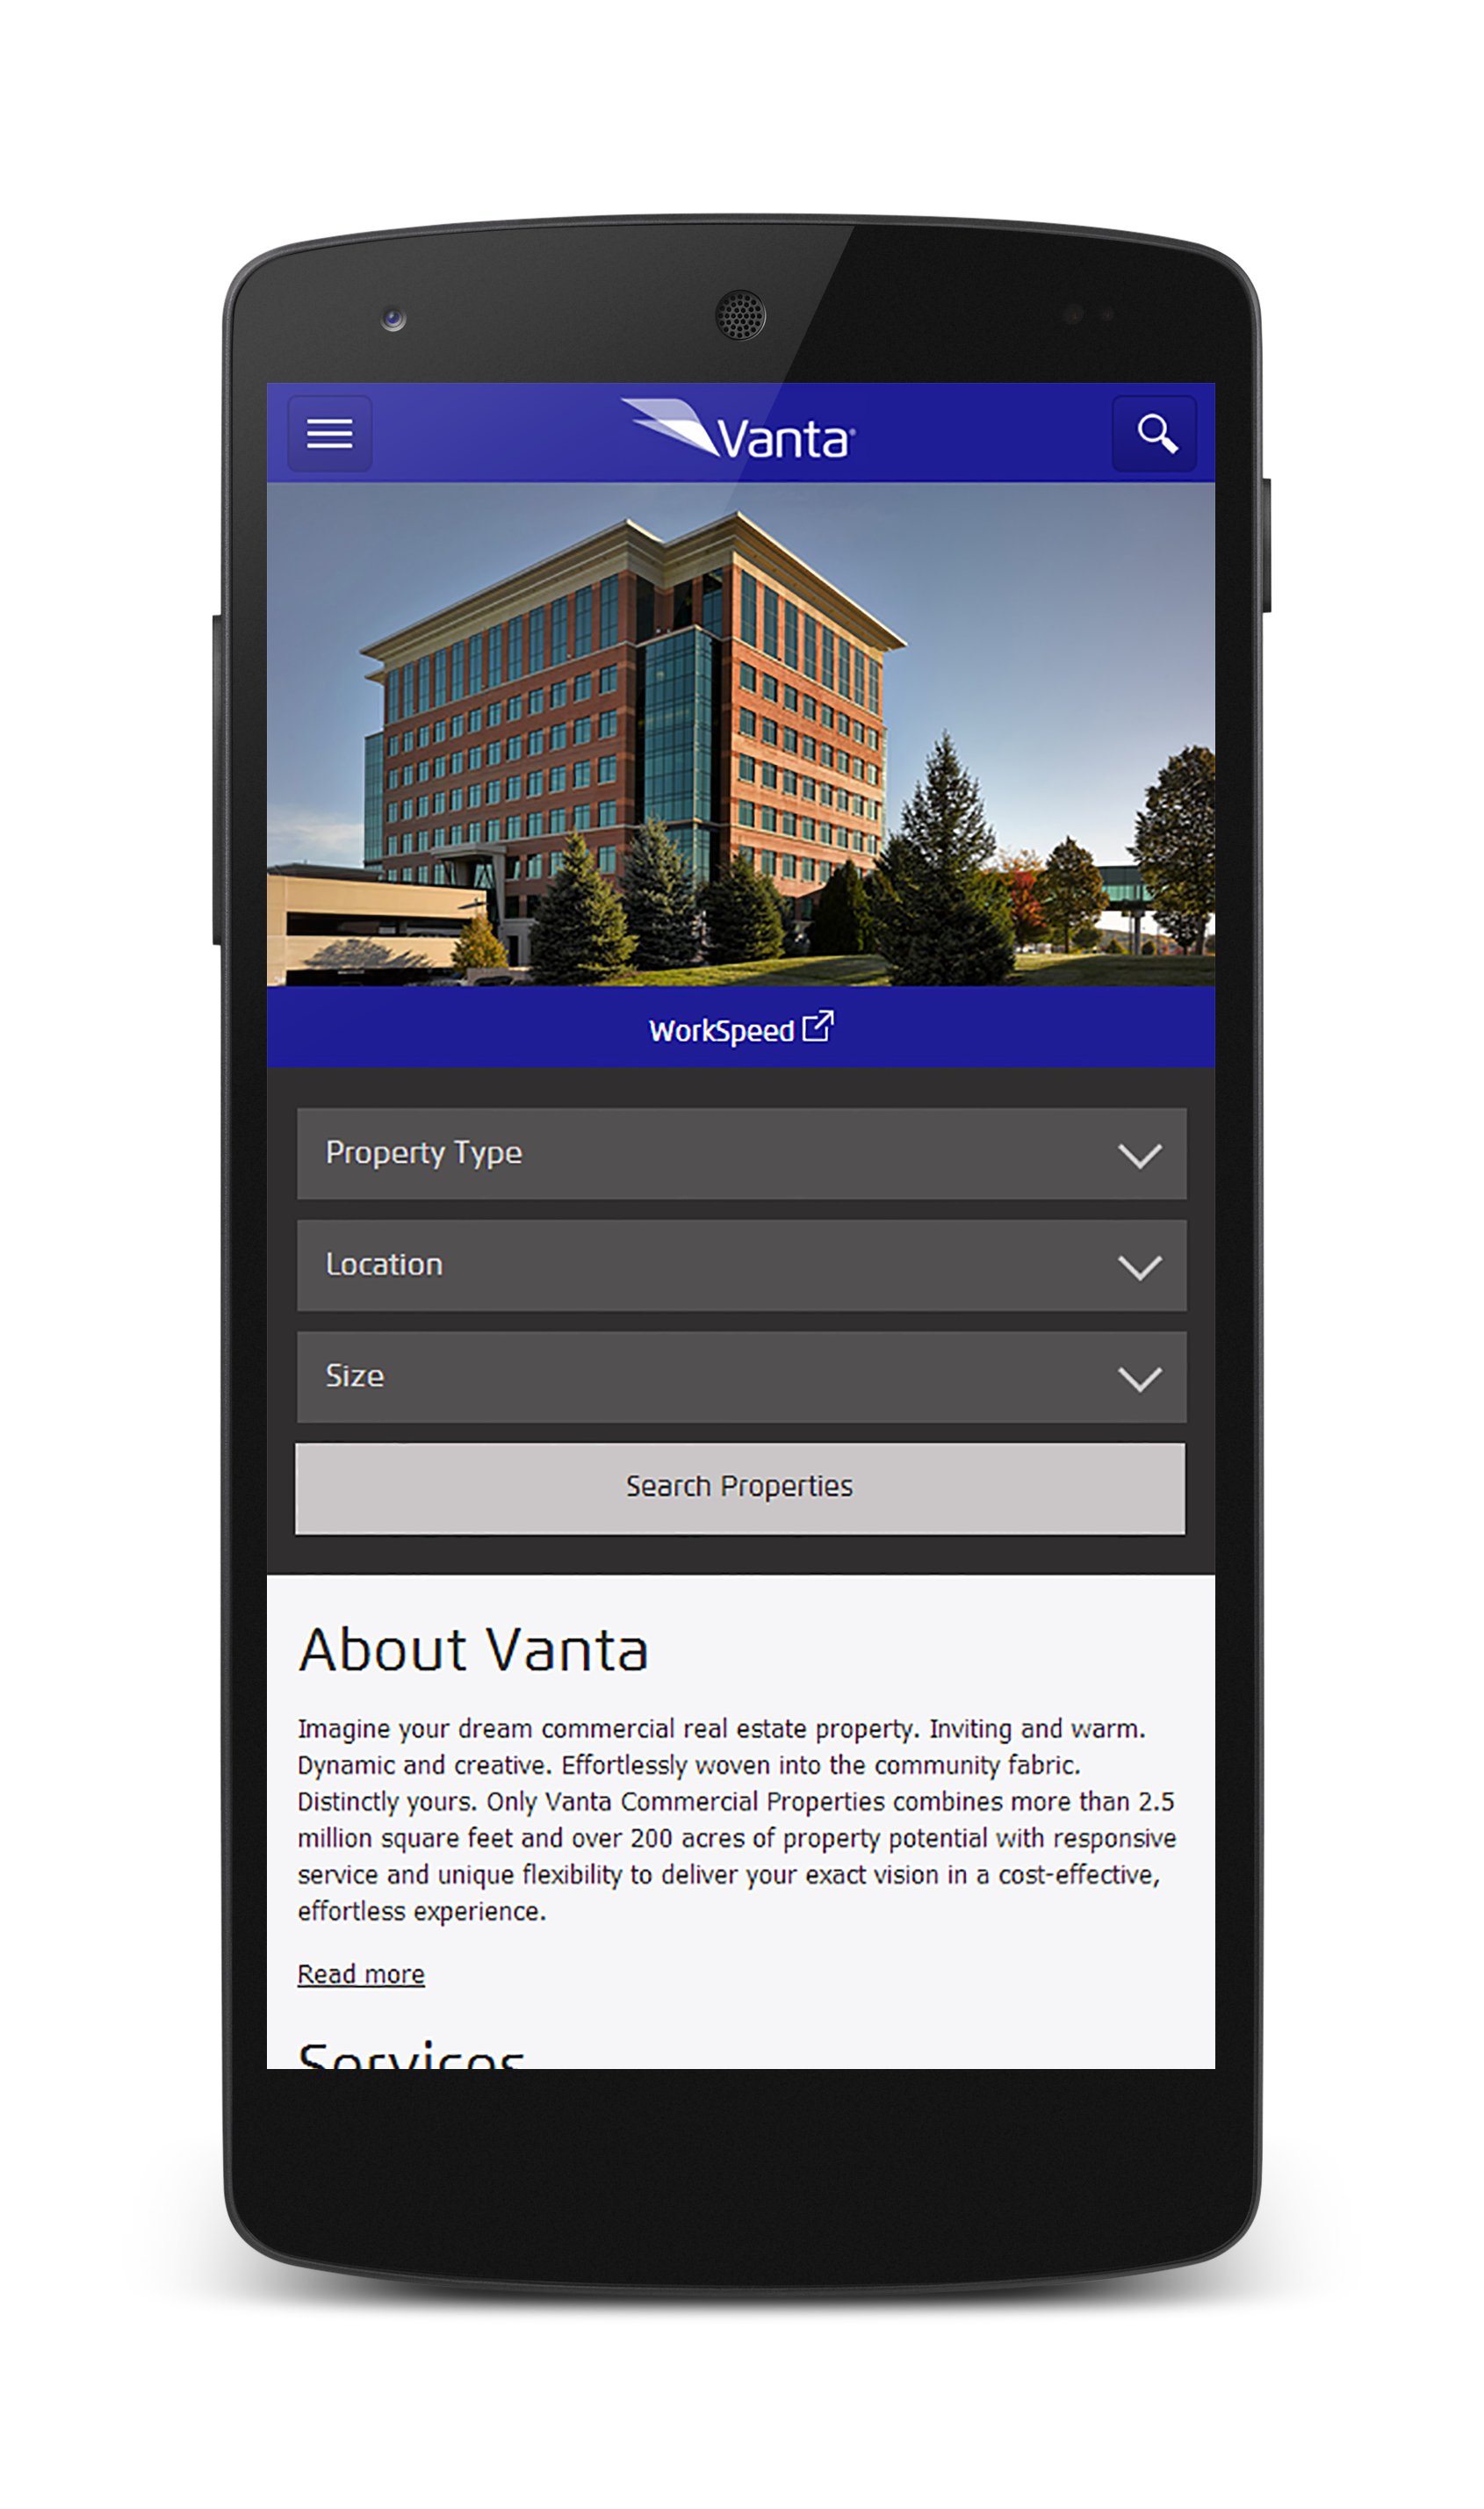 Vanta
WorkSpeed
Property Type
Location
Size
Search Properties
About Vanta
Imagine your dream commercial real estate property. Inviting and warm.
Dynamic and creative. Effortlessly woven into the community fabric.
Distinctly yours. Only Vanta Commercial Properties combines more than 2.5
million square feet and over 200 acres of property potential with responsive
service and unique flexibility to deliver your exact vision in a cost-effective,
effortless experience.
Read more
Services